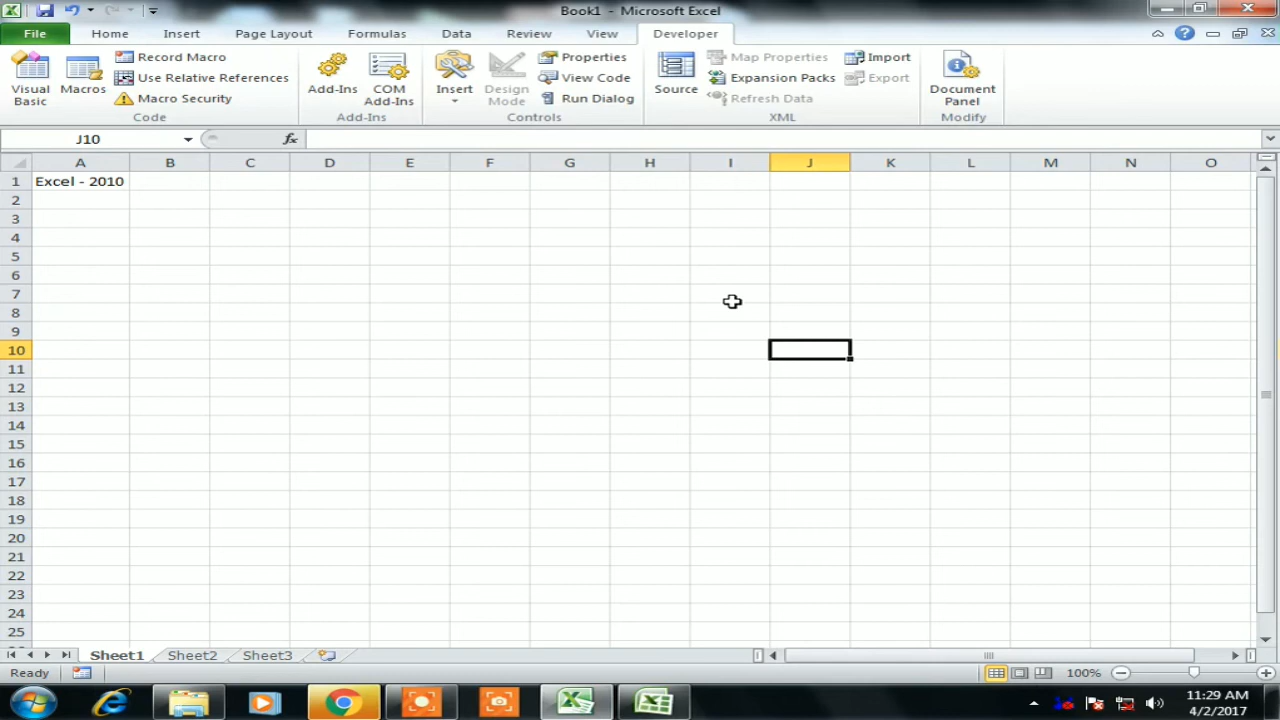 Book1 - Microsoft Excel
File Home Insert Page Layout Formulas Data Review View Developer
Visual Basic
Macros
Record Macro
Use Relative References
Macro Security
Code
Add-Ins
COM Add-Ins
Add-Ins
Insert
Design Mode
Properties
View Code
Run Dialog
Controls
Source
Map Properties
Expansion Packs
Refresh Data
Import
Export
XML
Document Panel
Modify
J10 fx
A B C D E F G H I J K L M N O
1 Excel - 2010
2
3
4
5
6
7
8
9
10
11
12
13
14
15
16
17
18
19
20
21
22
23
24
25
Sheet1 Sheet2 Sheet3
Ready 100%
11:29 AM
4/2/2017